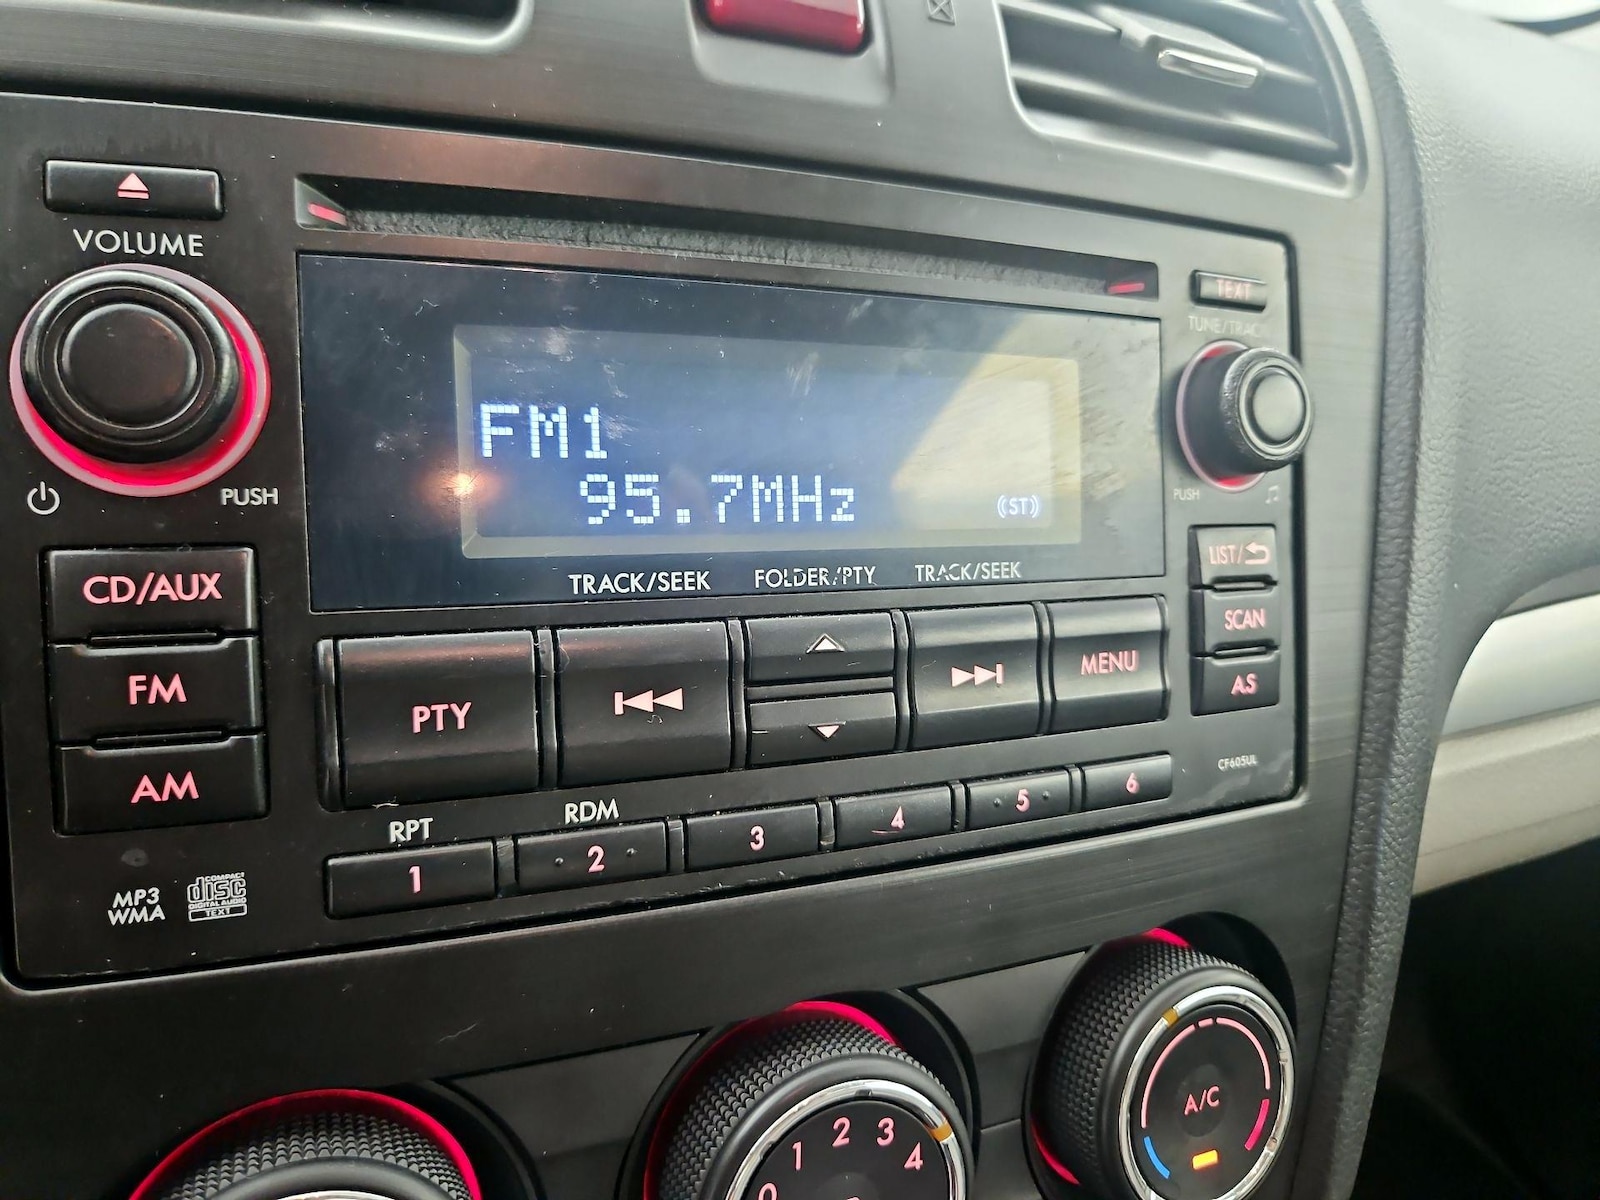 VOLUME
PUSH
TEXT
TUNE/TRACK
PUSH
FM1
95.7MHz
((ST))
TRACK/SEEK
FOLDER/PTY
TRACK/SEEK
CD/AUX
FM
AM
PTY
MENU
LIST/
SCAN
AS
CF605UL
RPT
RDM
1
2
3
4
5
6
MP3
WMA
COMPACT
disc
DIGITAL AUDIO
TEXT
0
1
2
3
4
A/C